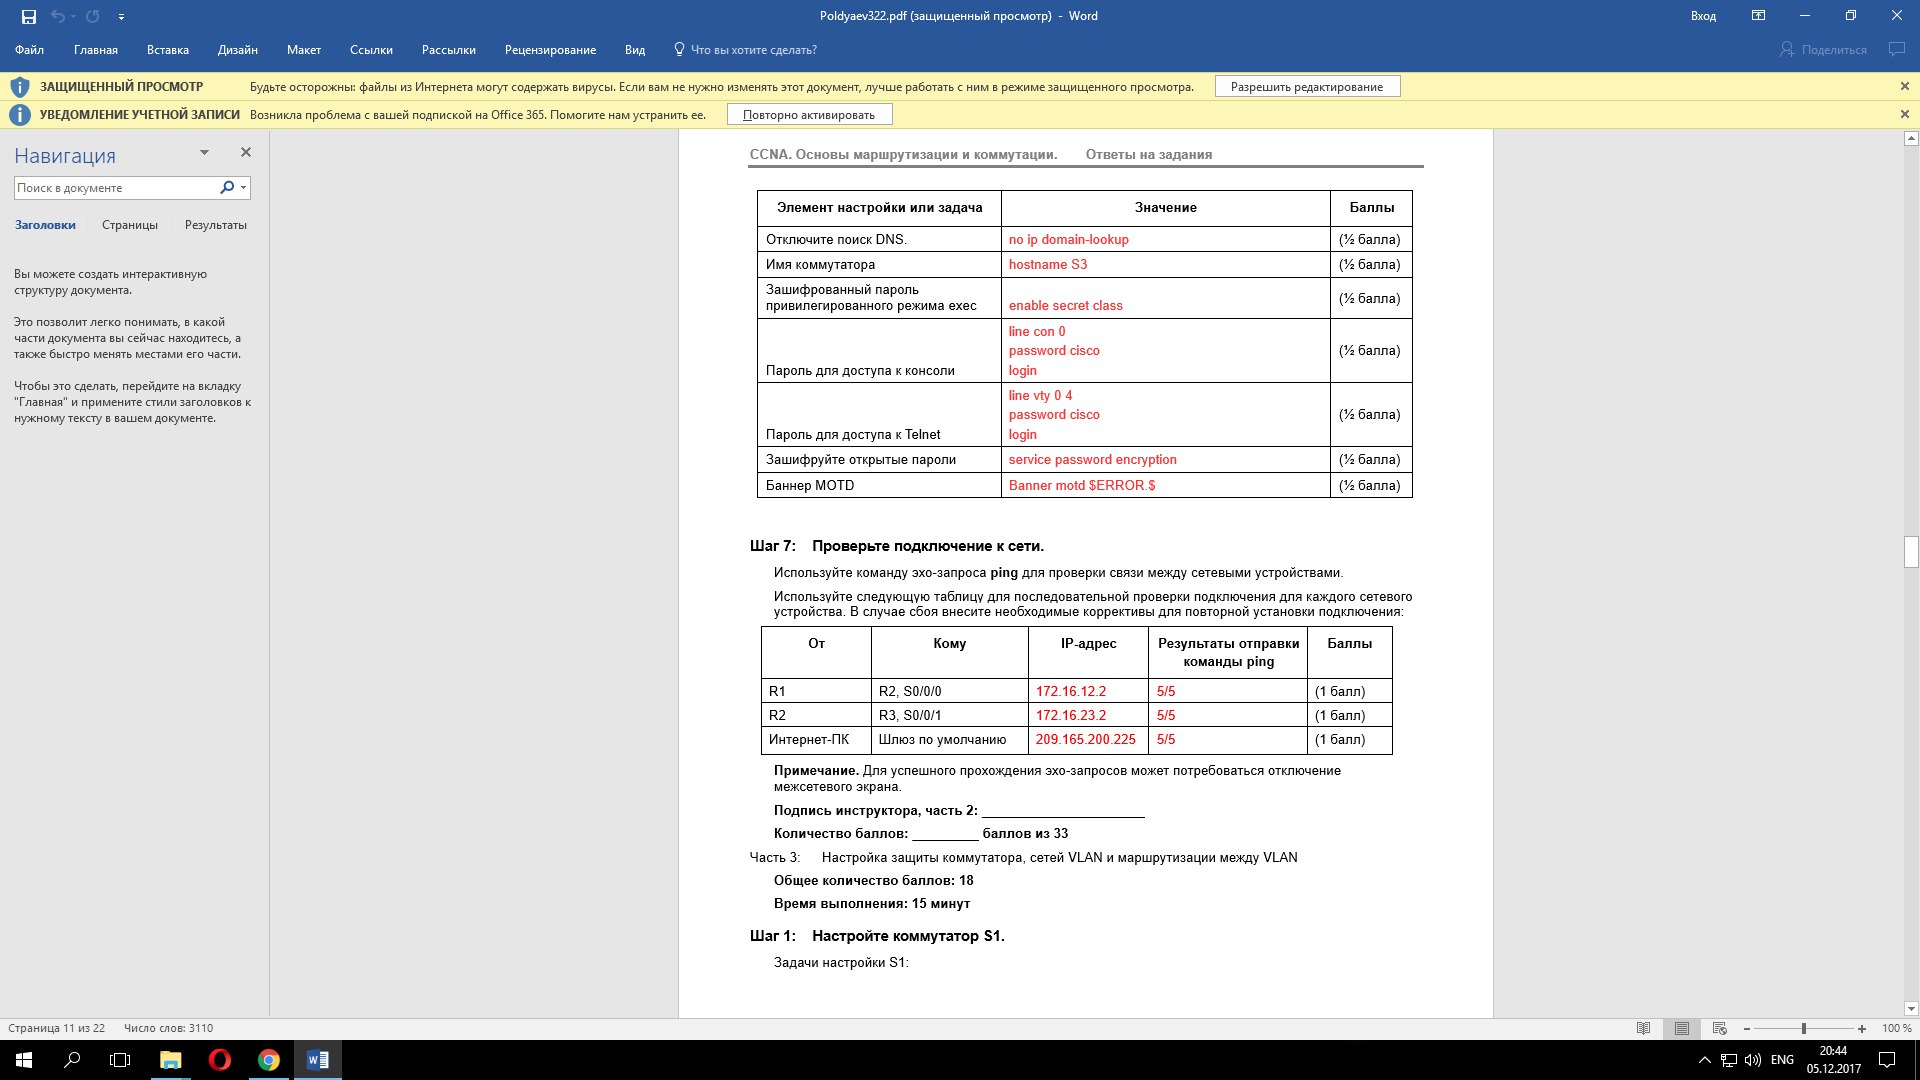 Poldyaev322.pdf (защищенный просмотр) - Word
Вход
Файл Главная Вставка Дизайн Макет Ссылки Рассылки Рецензирование Вид Что вы хотите сделать? Поделиться
ЗАЩИЩЕННЫЙ ПРОСМОТР Будьте осторожны: файлы из Интернета могут содержать вирусы. Если вам не нужно изменять этот документ, лучше работать с ним в режиме защищенного просмотра. Разрешить редактирование
УВЕДОМЛЕНИЕ УЧЕТНОЙ ЗАПИСИ Возникла проблема с вашей подпиской на Office 365. Помогите нам устранить ее. Повторно активировать
Навигация
Поиск в документе
Заголовки Страницы Результаты
Вы можете создать интерактивную
структуру документа.
Это позволит легко понимать, в какой
части документа вы сейчас находитесь, а
также быстро менять местами его части.
Чтобы это сделать, перейдите на вкладку
"Главная" и примените стили заголовков к
нужному тексту в вашем документе.
CCNA. Основы маршрутизации и коммутации. Ответы на задания
Элемент настройки или задача Значение Баллы
Отключите поиск DNS. no ip domain-lookup (½ балла)
Имя коммутатора hostname S3 (½ балла)
Зашифрованный пароль
привилегированного режима exec enable secret class (½ балла)
line con 0
password cisco (½ балла)
Пароль для доступа к консоли login
line vty 0 4
password cisco (½ балла)
Пароль для доступа к Telnet login
Зашифруйте открытые пароли service password encryption (½ балла)
Баннер MOTD Banner motd $ERROR.$ (½ балла)
Шаг 7: Проверьте подключение к сети.
Используйте команду эхо-запроса ping для проверки связи между сетевыми устройствами.
Используйте следующую таблицу для последовательной проверки подключения для каждого сетевого
устройства. В случае сбоя внесите необходимые коррективы для повторной установки подключения:
От Кому IP-адрес Результаты отправки Баллы
команды ping
R1 R2, S0/0/0 172.16.12.2 5/5 (1 балл)
R2 R3, S0/0/1 172.16.23.2 5/5 (1 балл)
Интернет-ПК Шлюз по умолчанию 209.165.200.225 5/5 (1 балл)
Примечание. Для успешного прохождения эхо-запросов может потребоваться отключение
межсетевого экрана.
Подпись инструктора, часть 2: ______________________
Количество баллов: _________ баллов из 33
Часть 3: Настройка защиты коммутатора, сетей VLAN и маршрутизации между VLAN
Общее количество баллов: 18
Время выполнения: 15 минут
Шаг 1: Настройте коммутатор S1.
Задачи настройки S1:
Страница 11 из 22 Число слов: 3110 100 %
ENG 20:44
05.12.2017